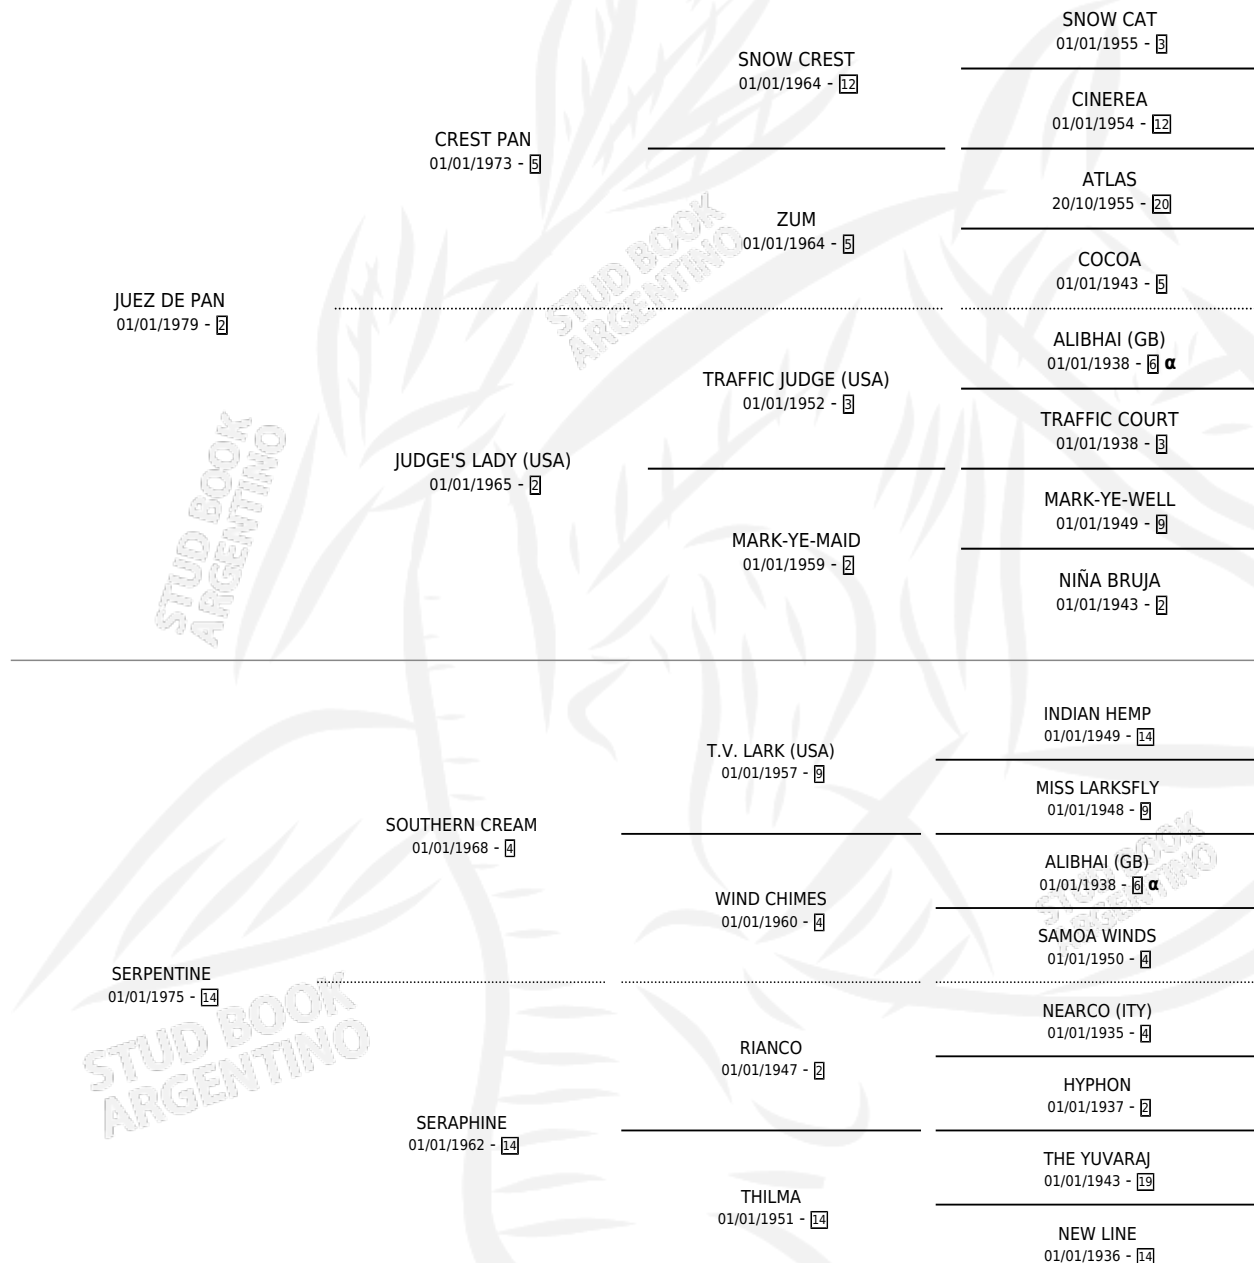 SNOW CAT
01/01/1955 - 3
SNOW CREST
01/01/1964 - 12
CINEREA
01/01/1954 - 12
CREST PAN
01/01/1973 - 5
ATLAS
20/10/1955 - 20
ZUM
01/01/1964 - 5
COCOA
01/01/1943 - 5
JUEZ DE PAN
01/01/1979 - 2
ALIBHAI (GB)
01/01/1938 - 6 α
TRAFFIC JUDGE (USA)
01/01/1952 - 3
TRAFFIC COURT
01/01/1938 - 3
JUDGE'S LADY (USA)
01/01/1965 - 2
MARK-YE-WELL
01/01/1949 - 9
MARK-YE-MAID
01/01/1959 - 2
NIÑA BRUJA
01/01/1943 - 2
STUD BOOK
ARGENTINO
STUD BOOK
ARGENTINO
INDIAN HEMP
01/01/1949 - 14
T.V. LARK (USA)
01/01/1957 - 9
MISS LARKSFLY
01/01/1948 - 9
SOUTHERN CREAM
01/01/1968 - 4
ALIBHAI (GB)
01/01/1938 - 6 α
WIND CHIMES
01/01/1960 - 4
SAMOA WINDS
01/01/1950 - 4
SERPENTINE
01/01/1975 - 14
NEARCO (ITY)
01/01/1935 - 4
RIANCO
01/01/1947 - 2
HYPHON
01/01/1937 - 2
SERAPHINE
01/01/1962 - 14
THE YUVARAJ
01/01/1943 - 19
THILMA
01/01/1951 - 14
NEW LINE
01/01/1936 - 14
STUD BOOK
ARGENTINO
STUD BOOK
ARGENTINO